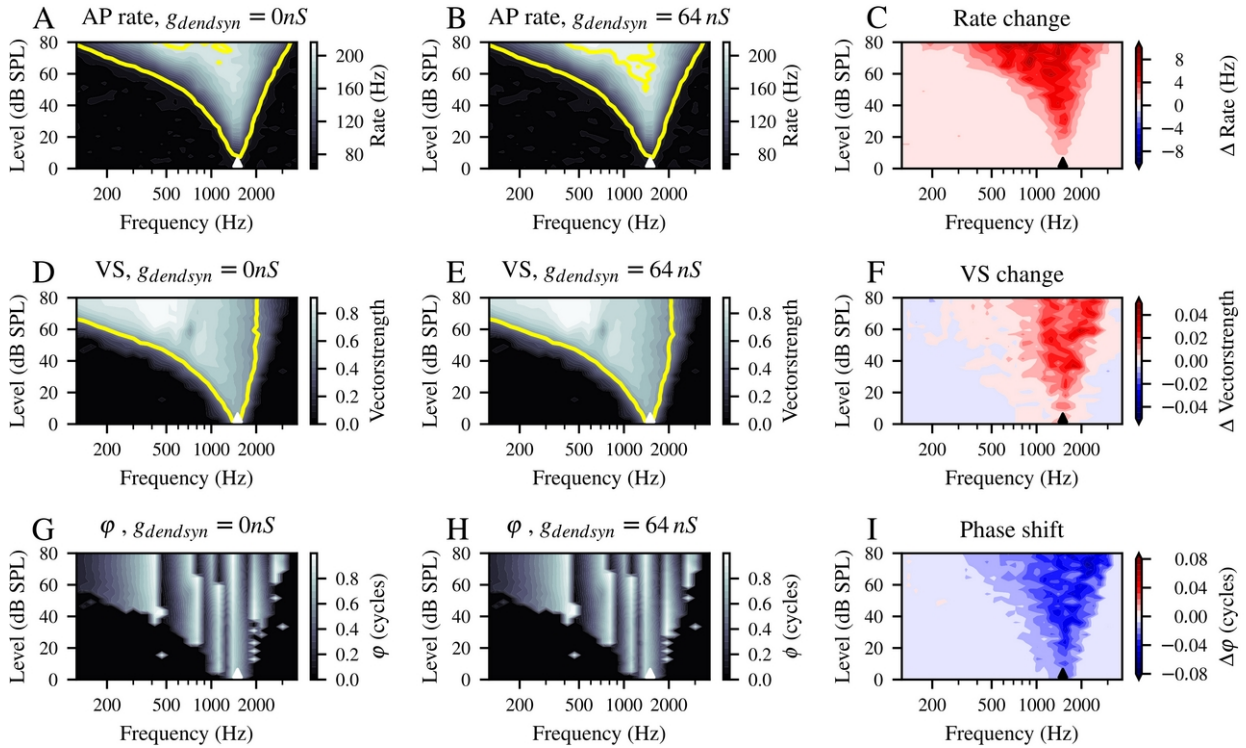 A AP rate, g_dendsyn = 0nS
B AP rate, g_dendsyn = 64 nS
C Rate change
Level (dB SPL)
80
60
40
20
0
200 500 1000 2000
Frequency (Hz)
200
160
120
80
Rate (Hz)
Level (dB SPL)
80
60
40
20
0
200 500 1000 2000
Frequency (Hz)
200
160
120
80
Rate (Hz)
Level (dB SPL)
80
60
40
20
0
200 500 1000 2000
Frequency (Hz)
8
4
0
−4
−8
Δ Rate (Hz)
D VS, g_dendsyn = 0nS
E VS, g_dendsyn = 64 nS
F VS change
Level (dB SPL)
80
60
40
20
0
200 500 1000 2000
Frequency (Hz)
0.8
0.6
0.4
0.2
0.0
Vectorstrength
Level (dB SPL)
80
60
40
20
0
200 500 1000 2000
Frequency (Hz)
0.8
0.6
0.4
0.2
0.0
Vectorstrength
Level (dB SPL)
80
60
40
20
0
200 500 1000 2000
Frequency (Hz)
0.04
0.02
0.00
−0.02
−0.04
Δ Vectorstrength
G φ , g_dendsyn = 0nS
H φ , g_dendsyn = 64 nS
I Phase shift
Level (dB SPL)
80
60
40
20
0
200 500 1000 2000
Frequency (Hz)
0.8
0.6
0.4
0.2
0.0
φ (cycles)
Level (dB SPL)
80
60
40
20
0
200 500 1000 2000
Frequency (Hz)
0.8
0.6
0.4
0.2
0.0
ϕ (cycles)
Level (dB SPL)
80
60
40
20
0
200 500 1000 2000
Frequency (Hz)
0.08
0.04
0.00
−0.04
−0.08
Δφ (cycles)